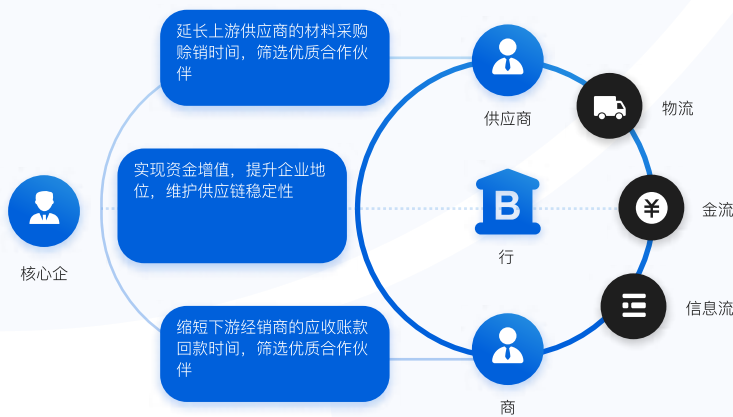 延长上游供应商的材料采购
赊销时间，筛选优质合作伙
伴
供应商
物流
实现资金增值，提升企业地
位，维护供应链稳定性
B
金流
核心企
行
信息流
缩短下游经销商的应收账款
回款时间，筛选优质合作伙
伴
商